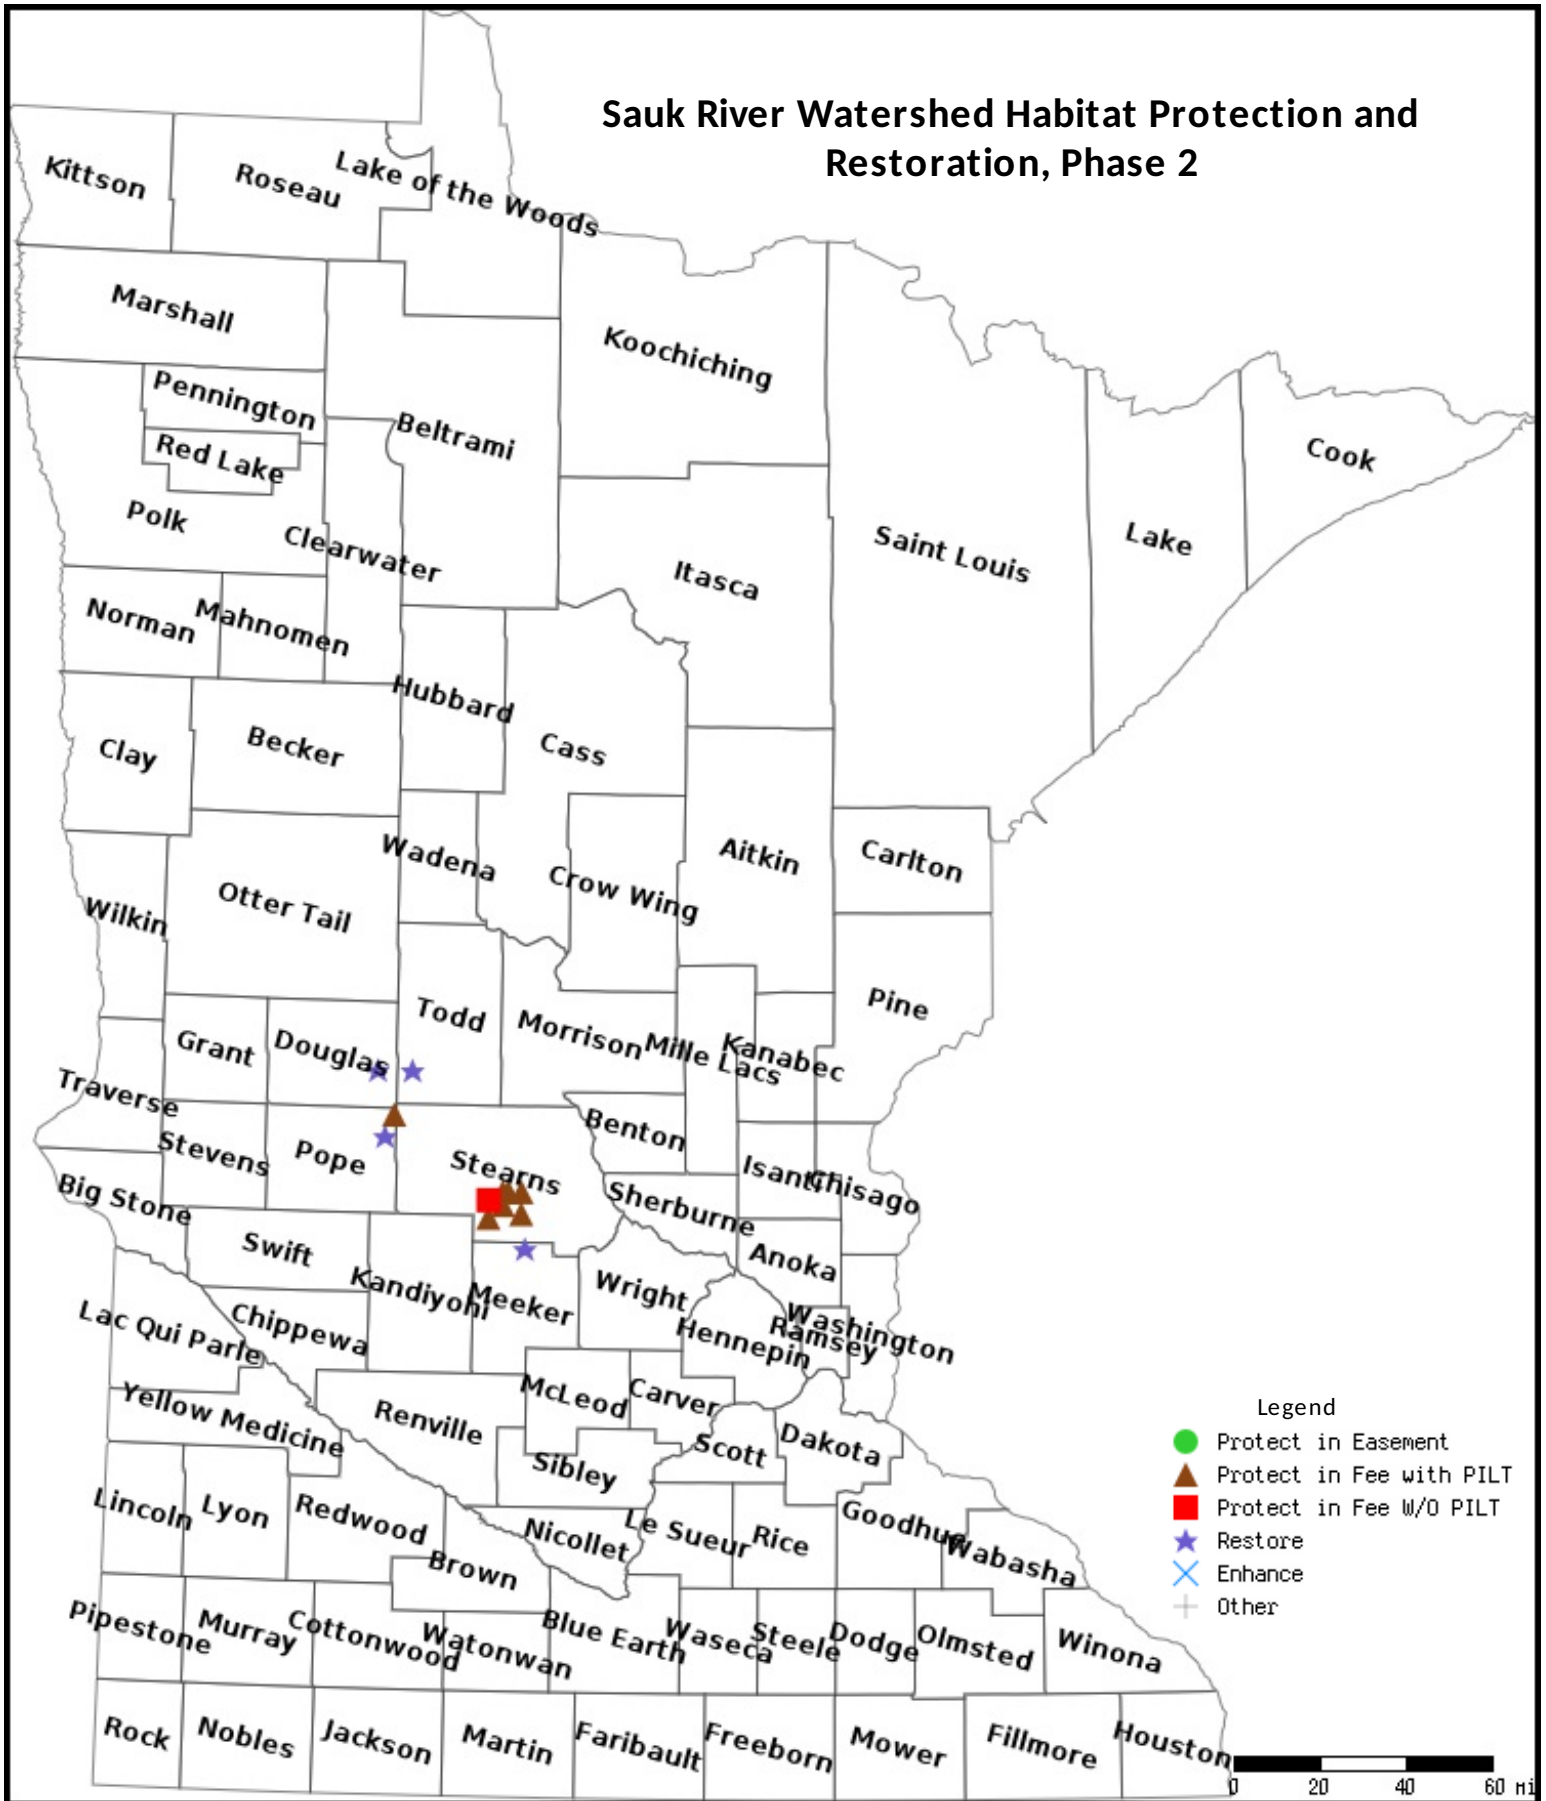 Sauk River Watershed Habitat Protection and
Restoration, Phase 2
Kittson
Roseau
Lake of the Woods
Marshall
Koochiching
Pennington
Beltrami
Red Lake
Cook
Polk
Clearwater
Saint Louis
Lake
Itasca
Norman
Mahnomen
Hubbard
Clay
Becker
Cass
Wadena
Aitkin
Carlton
Otter Tail
Crow Wing
Wilkin
Todd
Pine
Grant
Douglas
Morrison
Mille Lacs
Kanabec
Traverse
Stevens
Pope
Stearns
Benton
Isanti
Chisago
Big Stone
Sherburne
Swift
Anoka
Kandiyohi
Meeker
Wright
Lac Qui Parle
Chippewa
Hennepin
Ramsey
Washington
Yellow Medicine
Renville
McLeod
Carver
Scott
Dakota
Sibley
Lincoln
Lyon
Redwood
Nicollet
Le Sueur
Rice
Goodhue
Wabasha
Brown
Pipestone
Murray
Cottonwood
Watonwan
Blue Earth
Waseca
Steele
Dodge
Olmsted
Winona
Rock
Nobles
Jackson
Martin
Faribault
Freeborn
Mower
Fillmore
Houston
Legend
Protect in Easement
Protect in Fee with PILT
Protect in Fee W/O PILT
Restore
Enhance
Other
0 20 40 60 mi